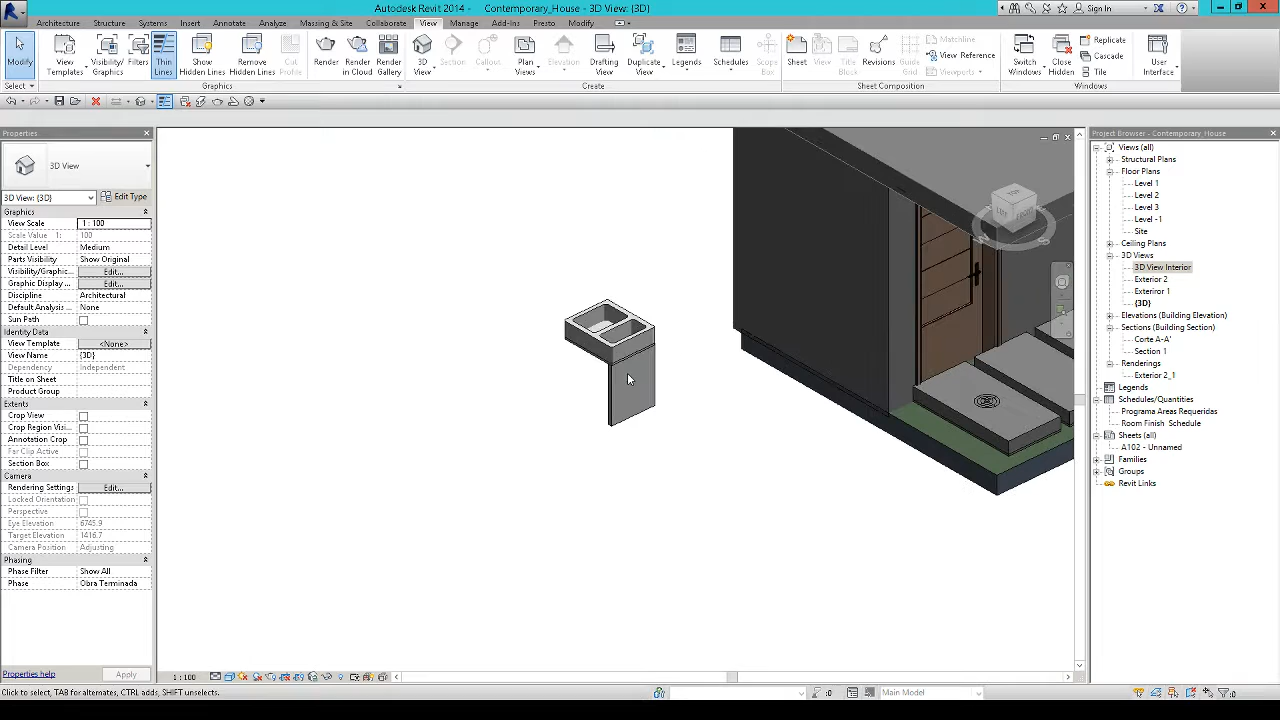 Autodesk Revit 2014 - Contemporary_House - 3D View: {3D}
Sign In
Architecture Structure Systems Insert Annotate Analyze Massing & Site Collaborate View Manage Add-Ins Presto Modify
Modify
View Templates
Visibility/ Graphics
Filters
Thin Lines
Show Hidden Lines
Remove Hidden Lines
Cut Profile
Render
Render in Cloud
Render Gallery
3D View
Section
Callout
Plan Views
Elevation
Drafting View
Duplicate View
Legends
Schedules
Scope Box
Sheet
View
Title Block
Revisions
Guide Grid
Matchline
View Reference
Viewports
Switch Windows
Close Hidden
Replicate
Cascade
Tile
User Interface
Select Graphics Create Sheet Composition Windows
Properties
3D View
3D View: {3D} Edit Type
Graphics
View Scale 1 : 100
Scale Value 1: 100
Detail Level Medium
Parts Visibility Show Original
Visibility/Graphic... Edit...
Graphic Display ... Edit...
Discipline Architectural
Default Analysis ... None
Sun Path
Identity Data
View Template <None>
View Name {3D}
Dependency Independent
Title on Sheet
Product Group
Extents
Crop View
Crop Region Visi...
Annotation Crop
Far Clip Active
Section Box
Camera
Rendering Settings Edit...
Locked Orientation
Perspective
Eye Elevation 6745.9
Target Elevation 1416.7
Camera Position Adjusting
Phasing
Phase Filter Show All
Phase Obra Terminada
Properties help Apply
TOP
LEFT
FRONT
S
Project Browser - Contemporary_House
Views (all)
Structural Plans
Floor Plans
Level 1
Level 2
Level 3
Level -1
Site
Ceiling Plans
3D Views
3D View Interior
Exterior 2
Exterrior 1
{3D}
Elevations (Building Elevation)
Sections (Building Section)
Corte A-A'
Section 1
Renderings
Exterior 2_1
Legends
Schedules/Quantities
Programa Areas Requeridas
Room Finish Schedule
Sheets (all)
A102 - Unnamed
Families
Groups
Revit Links
1 : 100
Click to select, TAB for alternates, CTRL adds, SHIFT unselects.
:0
Main Model
:0